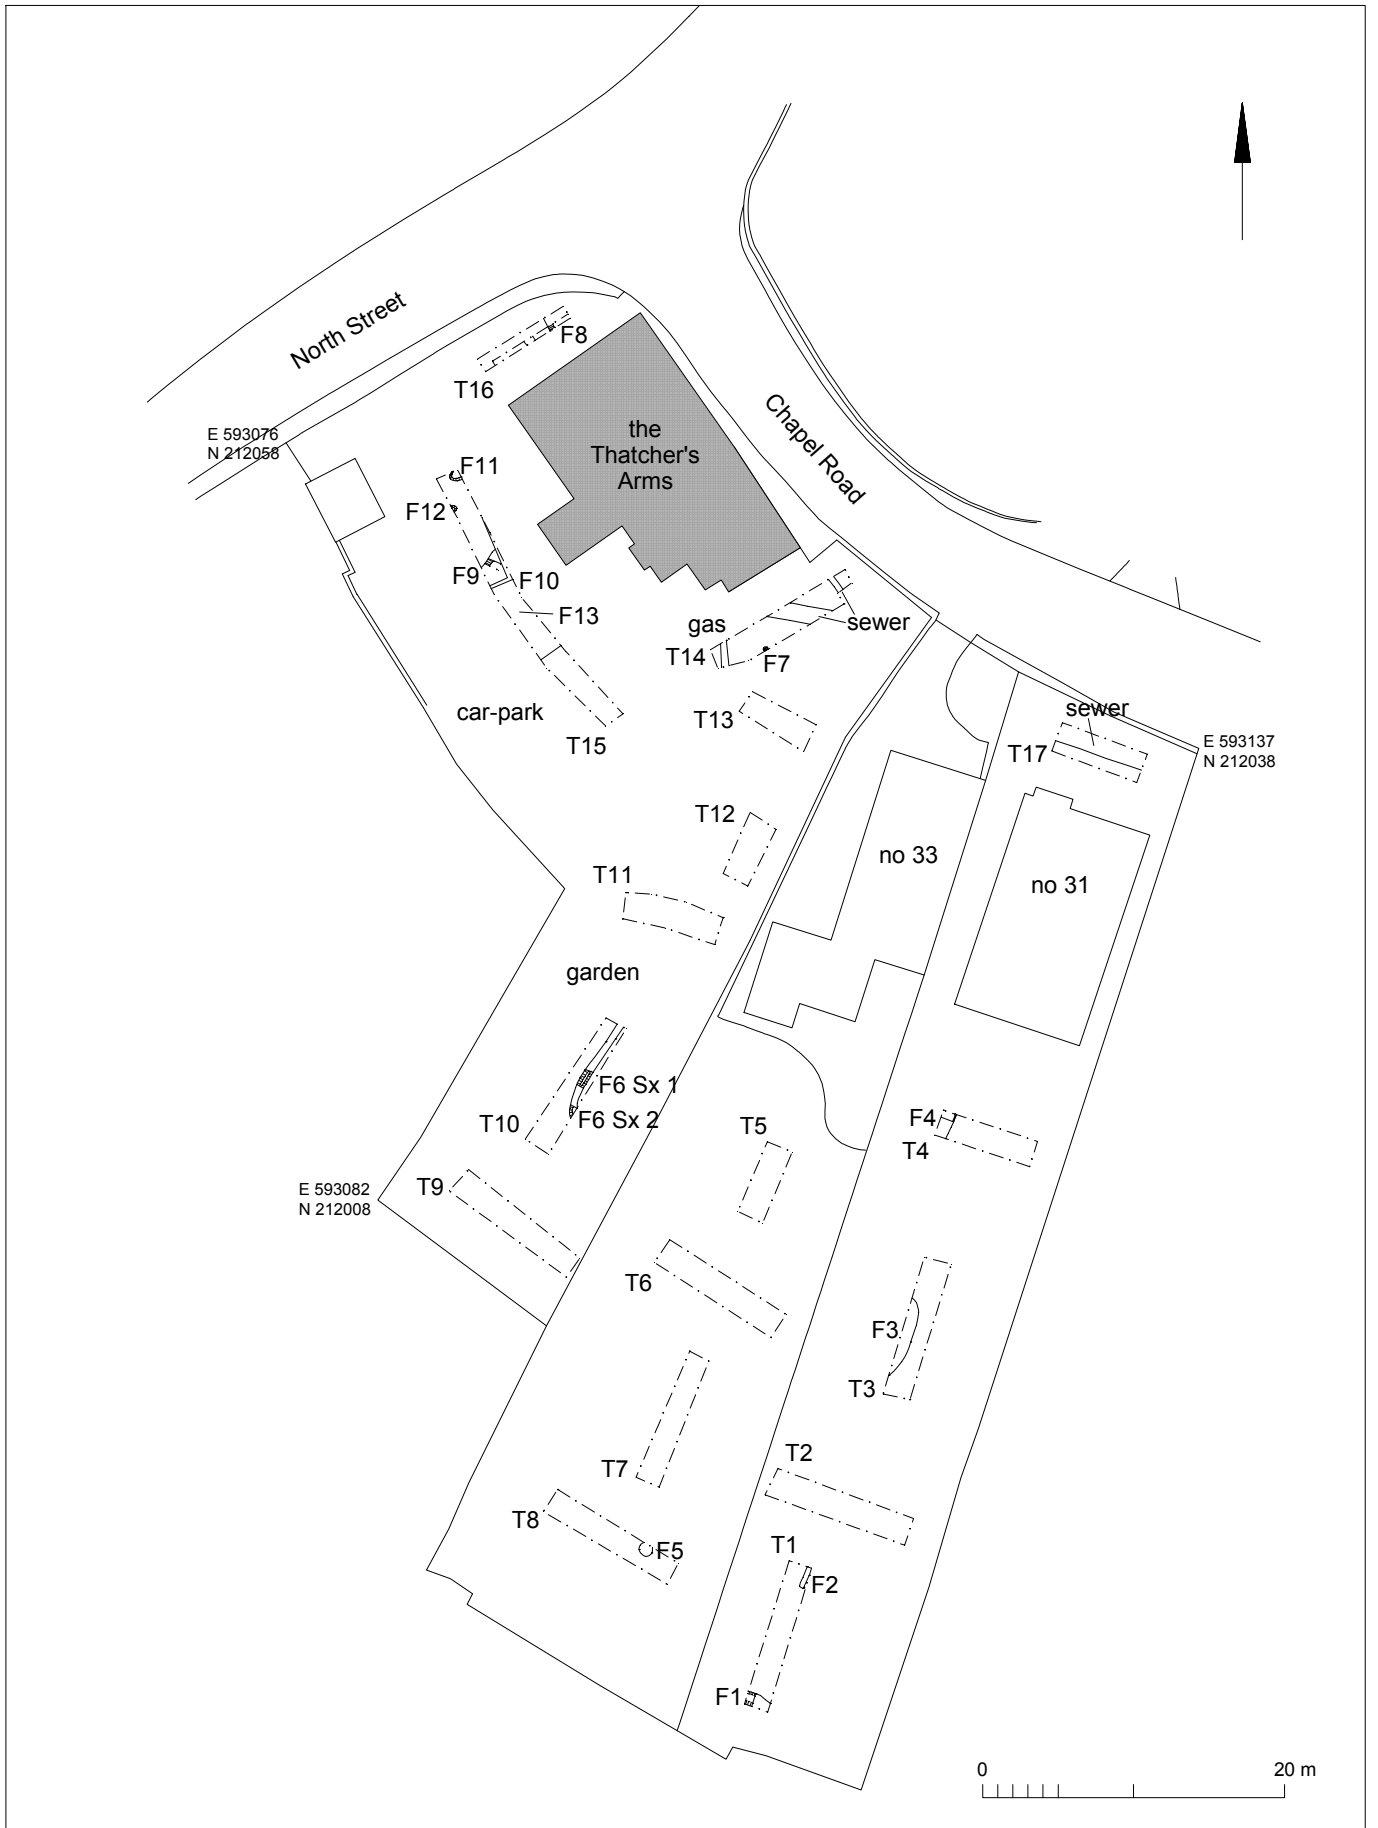 North Street
F8
T16
the
Thatcher's
Arms
Chapel Road
E 593076
N 212058
F11
F12
F9
F10
F13
gas
sewer
T14
F7
car-park
T13
T15
sewer
T17
E 593137
N 212038
T12
no 33
no 31
T11
garden
F6 Sx 1
F6 Sx 2
T10
T5
F4
T4
T9
E 593082
N 212008
T6
F3
T3
T7
T2
T8
F5
T1
F2
F1
0 20 m